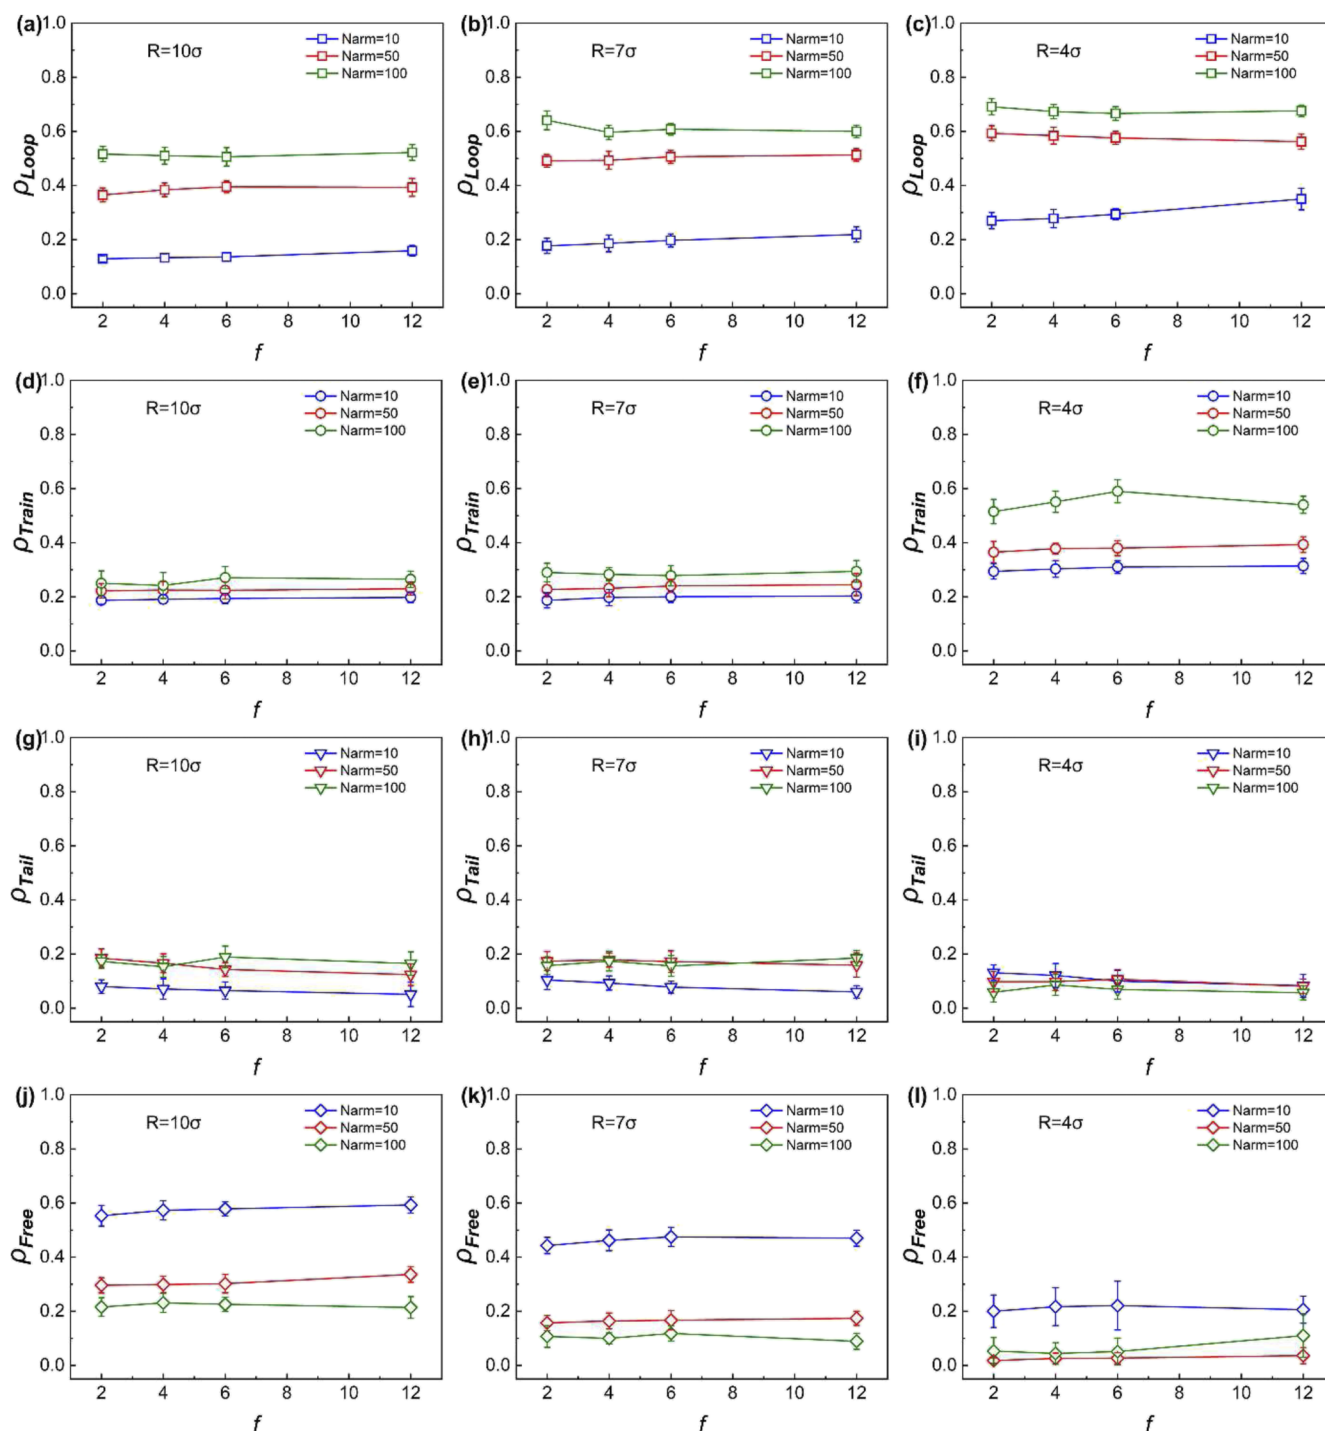 (a) 1.0 0.8 0.6 0.4 0.2 0.0
ρLoop
R=10σ
Narm=10
Narm=50
Narm=100
2 4 6 8 10 12
f
(b) 1.0 0.8 0.6 0.4 0.2 0.0
ρLoop
R=7σ
Narm=10
Narm=50
Narm=100
2 4 6 8 10 12
f
(c) 1.0 0.8 0.6 0.4 0.2 0.0
ρLoop
R=4σ
Narm=10
Narm=50
Narm=100
2 4 6 8 10 12
f
(d) 1.0 0.8 0.6 0.4 0.2 0.0
ρTrain
R=10σ
Narm=10
Narm=50
Narm=100
2 4 6 8 10 12
f
(e) 1.0 0.8 0.6 0.4 0.2 0.0
ρTrain
R=7σ
Narm=10
Narm=50
Narm=100
2 4 6 8 10 12
f
(f) 1.0 0.8 0.6 0.4 0.2 0.0
ρTrain
R=4σ
Narm=10
Narm=50
Narm=100
2 4 6 8 10 12
f
(g) 1.0 0.8 0.6 0.4 0.2 0.0
ρTail
R=10σ
Narm=10
Narm=50
Narm=100
2 4 6 8 10 12
f
(h) 1.0 0.8 0.6 0.4 0.2 0.0
ρTail
R=7σ
Narm=10
Narm=50
Narm=100
2 4 6 8 10 12
f
(i) 1.0 0.8 0.6 0.4 0.2 0.0
ρTail
R=4σ
Narm=10
Narm=50
Narm=100
2 4 6 8 10 12
f
(j) 1.0 0.8 0.6 0.4 0.2 0.0
ρFree
R=10σ
Narm=10
Narm=50
Narm=100
2 4 6 8 10 12
f
(k) 1.0 0.8 0.6 0.4 0.2 0.0
ρFree
R=7σ
Narm=10
Narm=50
Narm=100
2 4 6 8 10 12
f
(l) 1.0 0.8 0.6 0.4 0.2 0.0
ρFree
R=4σ
Narm=10
Narm=50
Narm=100
2 4 6 8 10 12
f